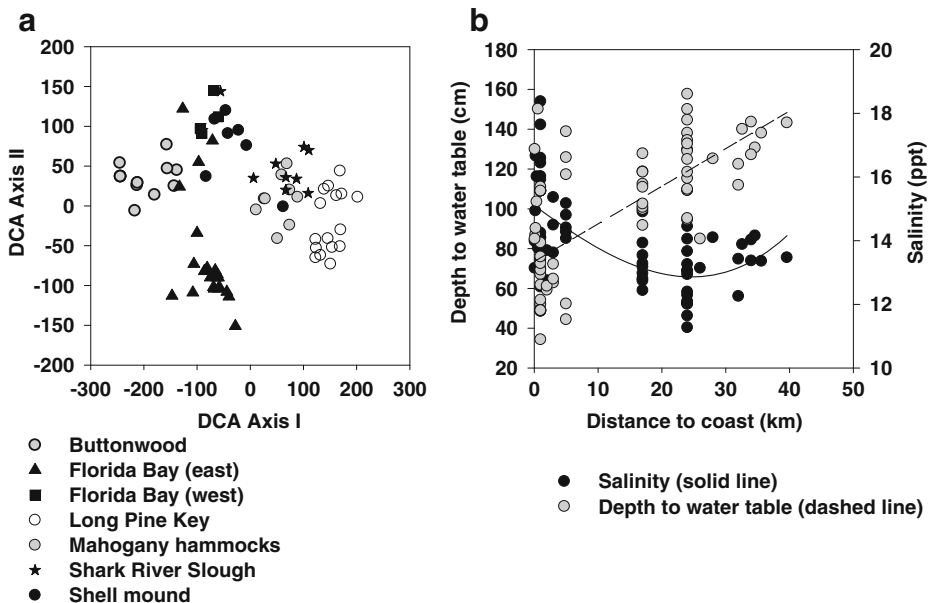 a
200
150
100
50
0
-50
-100
-150
-200
DCA Axis II
-300
-200
-100
0
100
200
300
DCA Axis I
Buttonwood
Florida Bay (east)
Florida Bay (west)
Long Pine Key
Mahogany hammocks
Shark River Slough
Shell mound
b
180
160
140
120
100
80
60
40
20
Depth to water table (cm)
20
18
16
14
12
10
Salinity (ppt)
0
10
20
30
40
50
Distance to coast (km)
Salinity (solid line)
Depth to water table (dashed line)